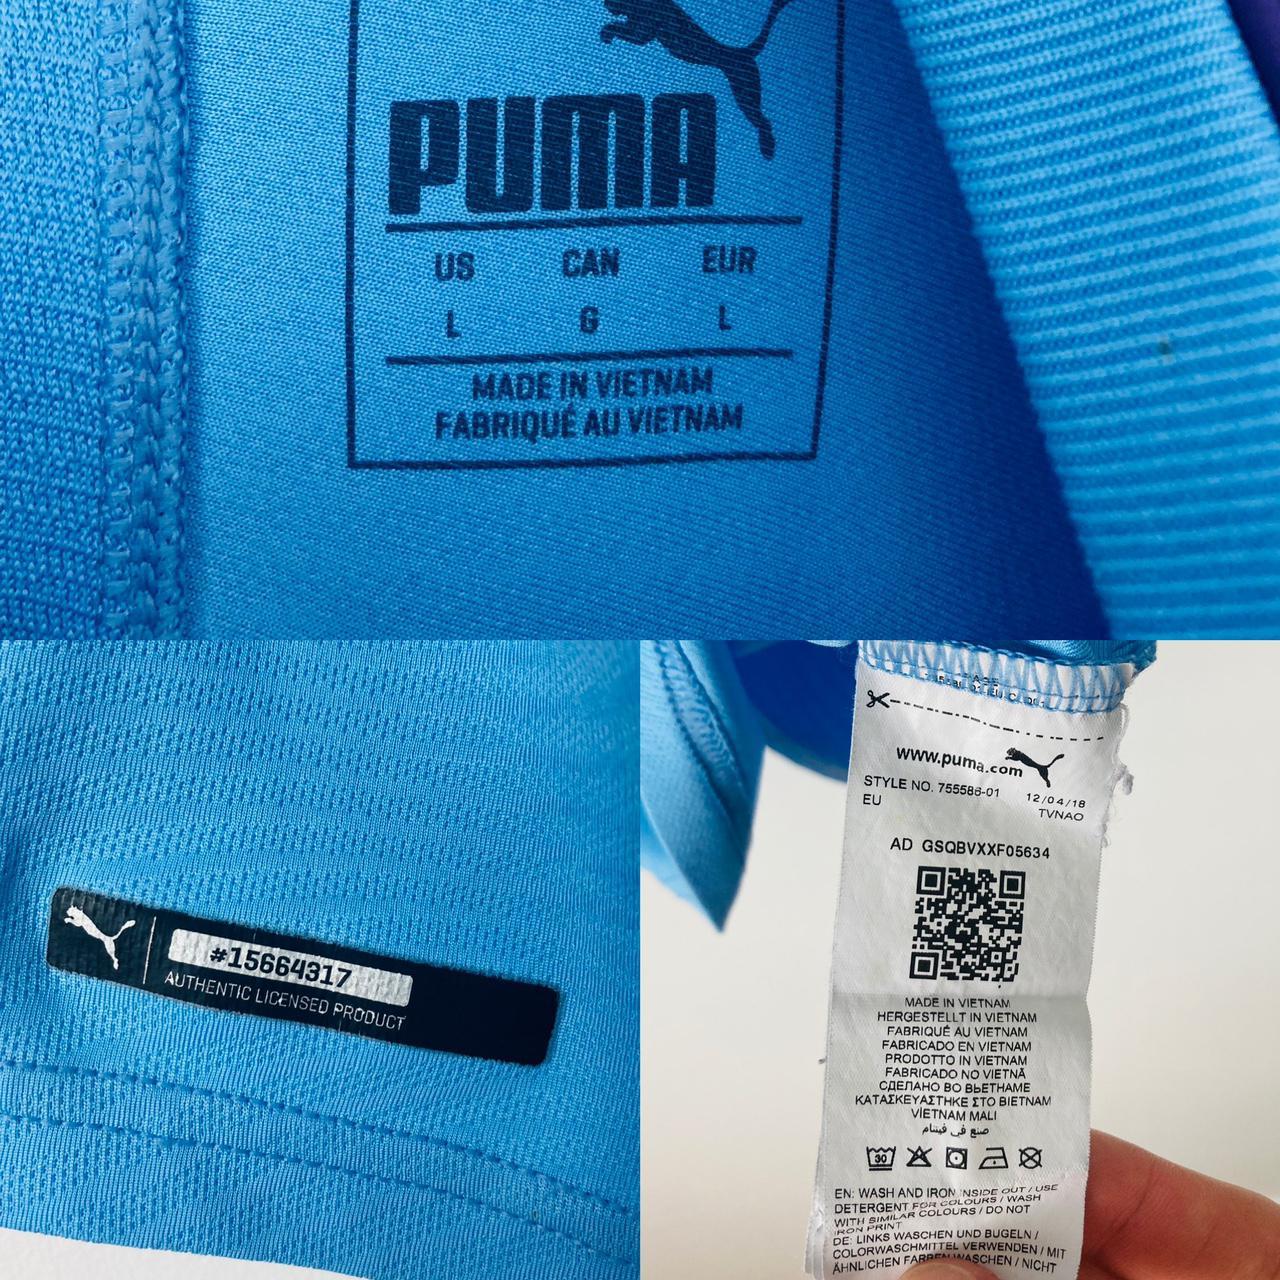 PUMA
US CAN EUR
L G L
MADE IN VIETNAM
FABRIQUÉ AU VIETNAM
#15664317
AUTHENTIC LICENSED PRODUCT
www.puma.com
STYLE NO. 755586-01 12/04/18
EU TVNAO
AD GSQBVXXF05634
MADE IN VIETNAM
HERGESTELLT IN VIETNAM
FABRIQUÉ AU VIETNAM
FABRICADO EN VIETNAM
PRODOTTO IN VIETNAM
FABRICADO NO VIETNÃ
СДЕЛАНО ВО ВЬЕТНАМЕ
ΚΑΤΑΣΚΕΥΑΣΤΗΚΕ ΣΤΟ ΒΙΕΤΝΑΜ
VİETNAM MALI
صنع في فيتنام
30
EN: WASH AND IRON INSIDE OUT / USE
DETERGENT FOR COLOURS / WASH
WITH SIMILAR COLOURS / DO NOT
IRON PRINT
DE: LINKS WASCHEN UND BUGELN /
COLORWASCHMITTEL VERWENDEN / MIT
ÄHNLICHEN FARBEN WASCHEN / NICHT